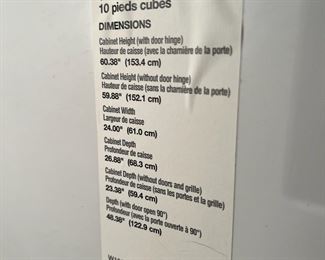 10 pieds cubes
DIMENSIONS
Cabinet Height (with door hinge)
Hauteur de caisse (avec la charnière de la porte)
60.38" (153.4 cm)
Cabinet Height (without door hinge)
Hauteur de caisse (sans la charnière de la porte)
59.88" (152.1 cm)
Cabinet Width
Largeur de caisse
24.00" (61.0 cm)
Cabinet Depth
Profondeur de caisse
26.88" (68.3 cm)
Cabinet Depth (without doors and grille)
Profondeur de caisse (sans les portes et la grille)
23.38" (59.4 cm)
Depth (with door open 90°)
Profondeur (avec la porte ouverte à 90°)
48.38" (122.9 cm)